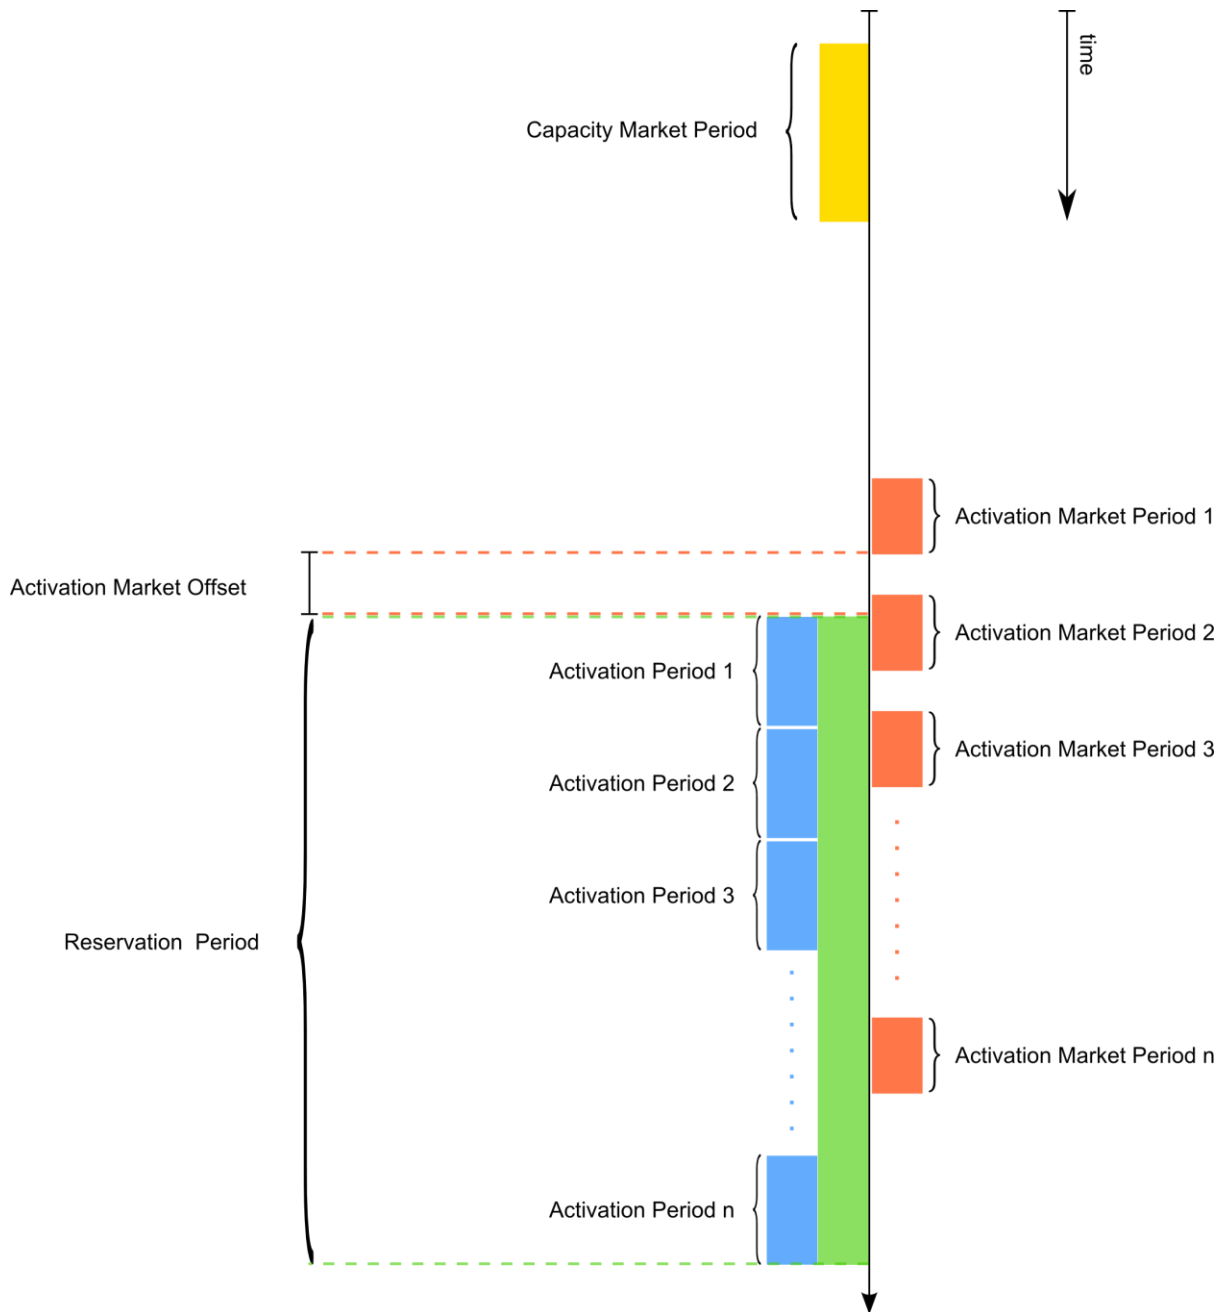 time
Capacity Market Period
Activation Market Period 1
Activation Market Offset
Activation Market Period 2
Activation Period 1
Activation Market Period 3
Activation Period 2
Activation Period 3
Reservation  Period
Activation Market Period n
Activation Period n